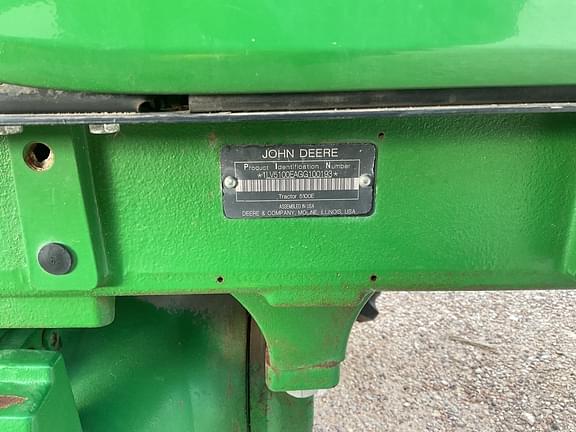 JOHN DEERE
Product Identification Number
*1LV5100EAGG100193*
Tractor 5100E
ASSEMBLED IN USA
DEERE & COMPANY, MOLINE, ILLINOIS, USA